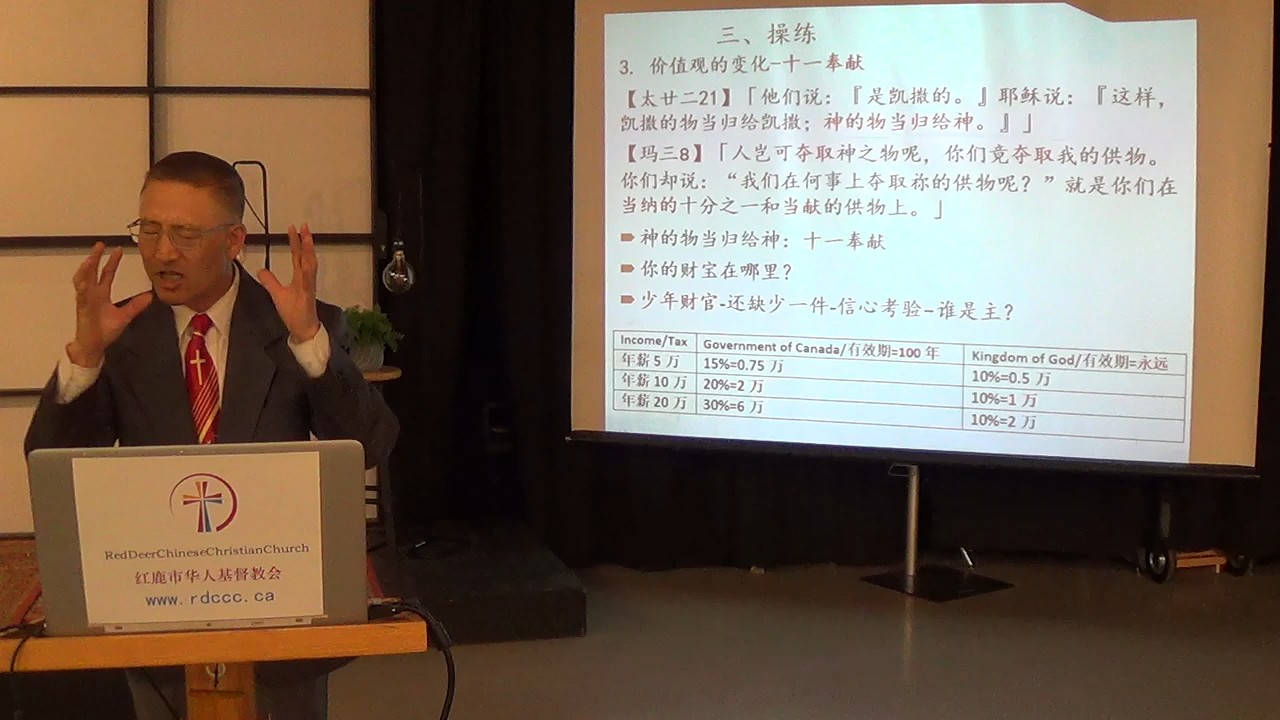 三、操练
3. 价值观的变化-十一奉献
【太廿二21】「他们说：『是凯撒的。』耶稣说：『这样，
凯撒的物当归给凯撒；神的物当归给神。』」
【玛三8】「人岂可夺取神之物呢，你们竟夺取我的供物。
你们却说：“我们在何事上夺取祢的供物呢？”就是你们在
当纳的十分之一和当献的供物上。」
神的物当归给神：十一奉献
你的财宝在哪里？
少年财官-还缺少一件-信心考验-谁是主？
Income/Tax Government of Canada/有效期=100 年 Kingdom of God/有效期=永远
年薪 5 万 15%=0.75 万 10%=0.5 万
年薪 10 万 20%=2 万 10%=1 万
年薪 20 万 30%=6 万 10%=2 万
RedDeerChineseChristianChurch
红鹿市华人基督教会
www.rdccc.ca